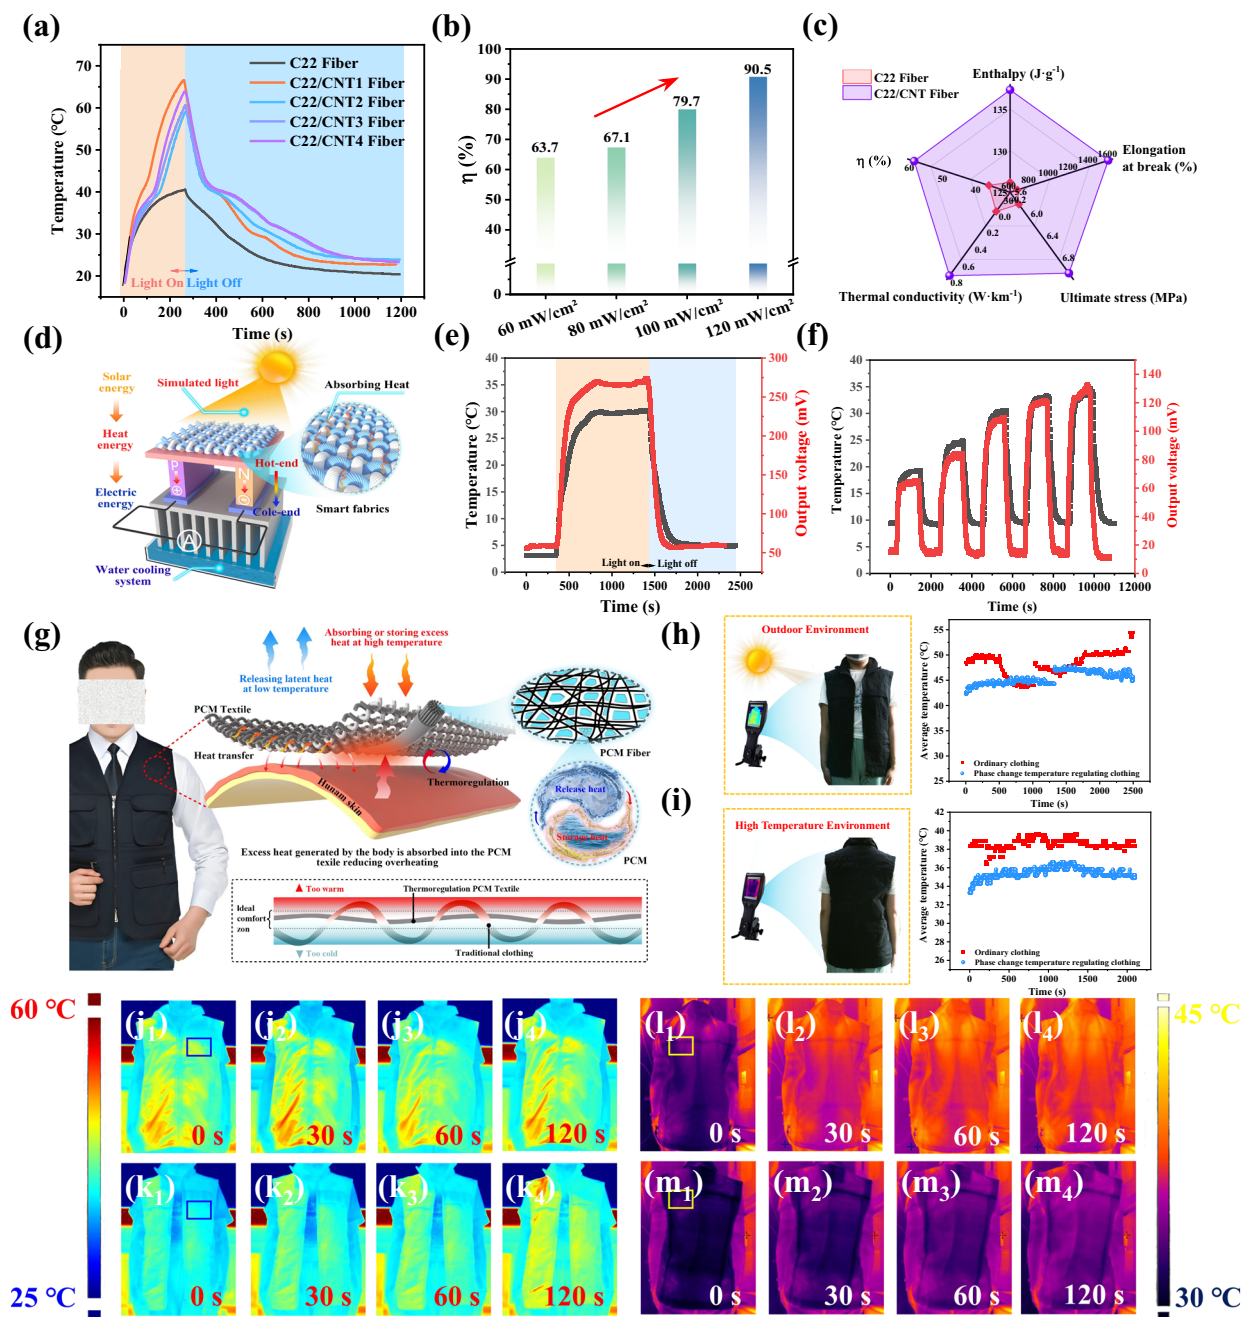 (a)
Temperature (°C)
70
60
50
40
30
20
C22 Fiber
C22/CNT1 Fiber
C22/CNT2 Fiber
C22/CNT3 Fiber
C22/CNT4 Fiber
Light On
Light Off
0 200 400 600 800 1000 1200
Time (s)
(b)
η (%)
100
90
80
70
60
50
40
0
63.7
67.1
79.7
90.5
60 mW/cm²
80 mW/cm²
100 mW/cm²
120 mW/cm²
(c)
C22 Fiber
C22/CNT Fiber
Enthalpy (J·g⁻¹)
135
130
125
Elongation
at break (%)
600 800 1000 1200 1400 1600
Ultimate stress (MPa)
5.6
6.0
6.4
6.8
Thermal conductivity (W·km⁻¹)
0.0
0.2
0.4
0.6
0.8
η (%)
60
50
40
30
(d)
Solar
energy
Heat
energy
Electric
energy
Simulated light
Absorbing Heat
P
N
Hot-end
Cole-end
Smart fabrics
A
Water cooling
system
(e)
Temperature (°C)
40
35
30
25
20
15
10
5
0
Output voltage (mV)
300
250
200
150
100
50
Light on
Light off
0 500 1000 1500 2000 2500
Time (s)
(f)
Temperature (°C)
40
35
30
25
20
15
10
5
0
Output voltage (mV)
140
120
100
80
60
40
20
0
0 2000 4000 6000 8000 10000 12000
Time (s)
(g)
Releasing latent heat
at low temperature
Absorbing or storing excess
heat at high temperature
PCM Textile
Heat transfer
Hunam skin
Thermoregulation
PCM Fiber
Release heat
Storage heat
PCM
Excess heat generated by the body is absorbed into the PCM
texile reducing overheating
Too warm
Thermoregulation PCM Textile
Ideal
comfort
zon
Too cold
Traditional clothing
(h)
Outdoor Environment
Average temperature (°C)
55
50
45
40
35
30
25
Ordinary clothing
Phase change temperature regulating clothing
0 500 1000 1500 2000 2500
Time (s)
(i)
High Temperature Environment
Average temperature (°C)
42
40
38
36
34
32
30
28
26
Ordinary clothing
Phase change temperature regulating clothing
0 500 1000 1500 2000
Time (s)
60 °C
25 °C
(j1) (j2) (j3) (j4)
0 s 30 s 60 s 120 s
(k1) (k2) (k3) (k4)
0 s 30 s 60 s 120 s
(l1) (l2) (l3) (l4)
0 s 30 s 60 s 120 s
(m1) (m2) (m3) (m4)
0 s 30 s 60 s 120 s
45 °C
30 °C